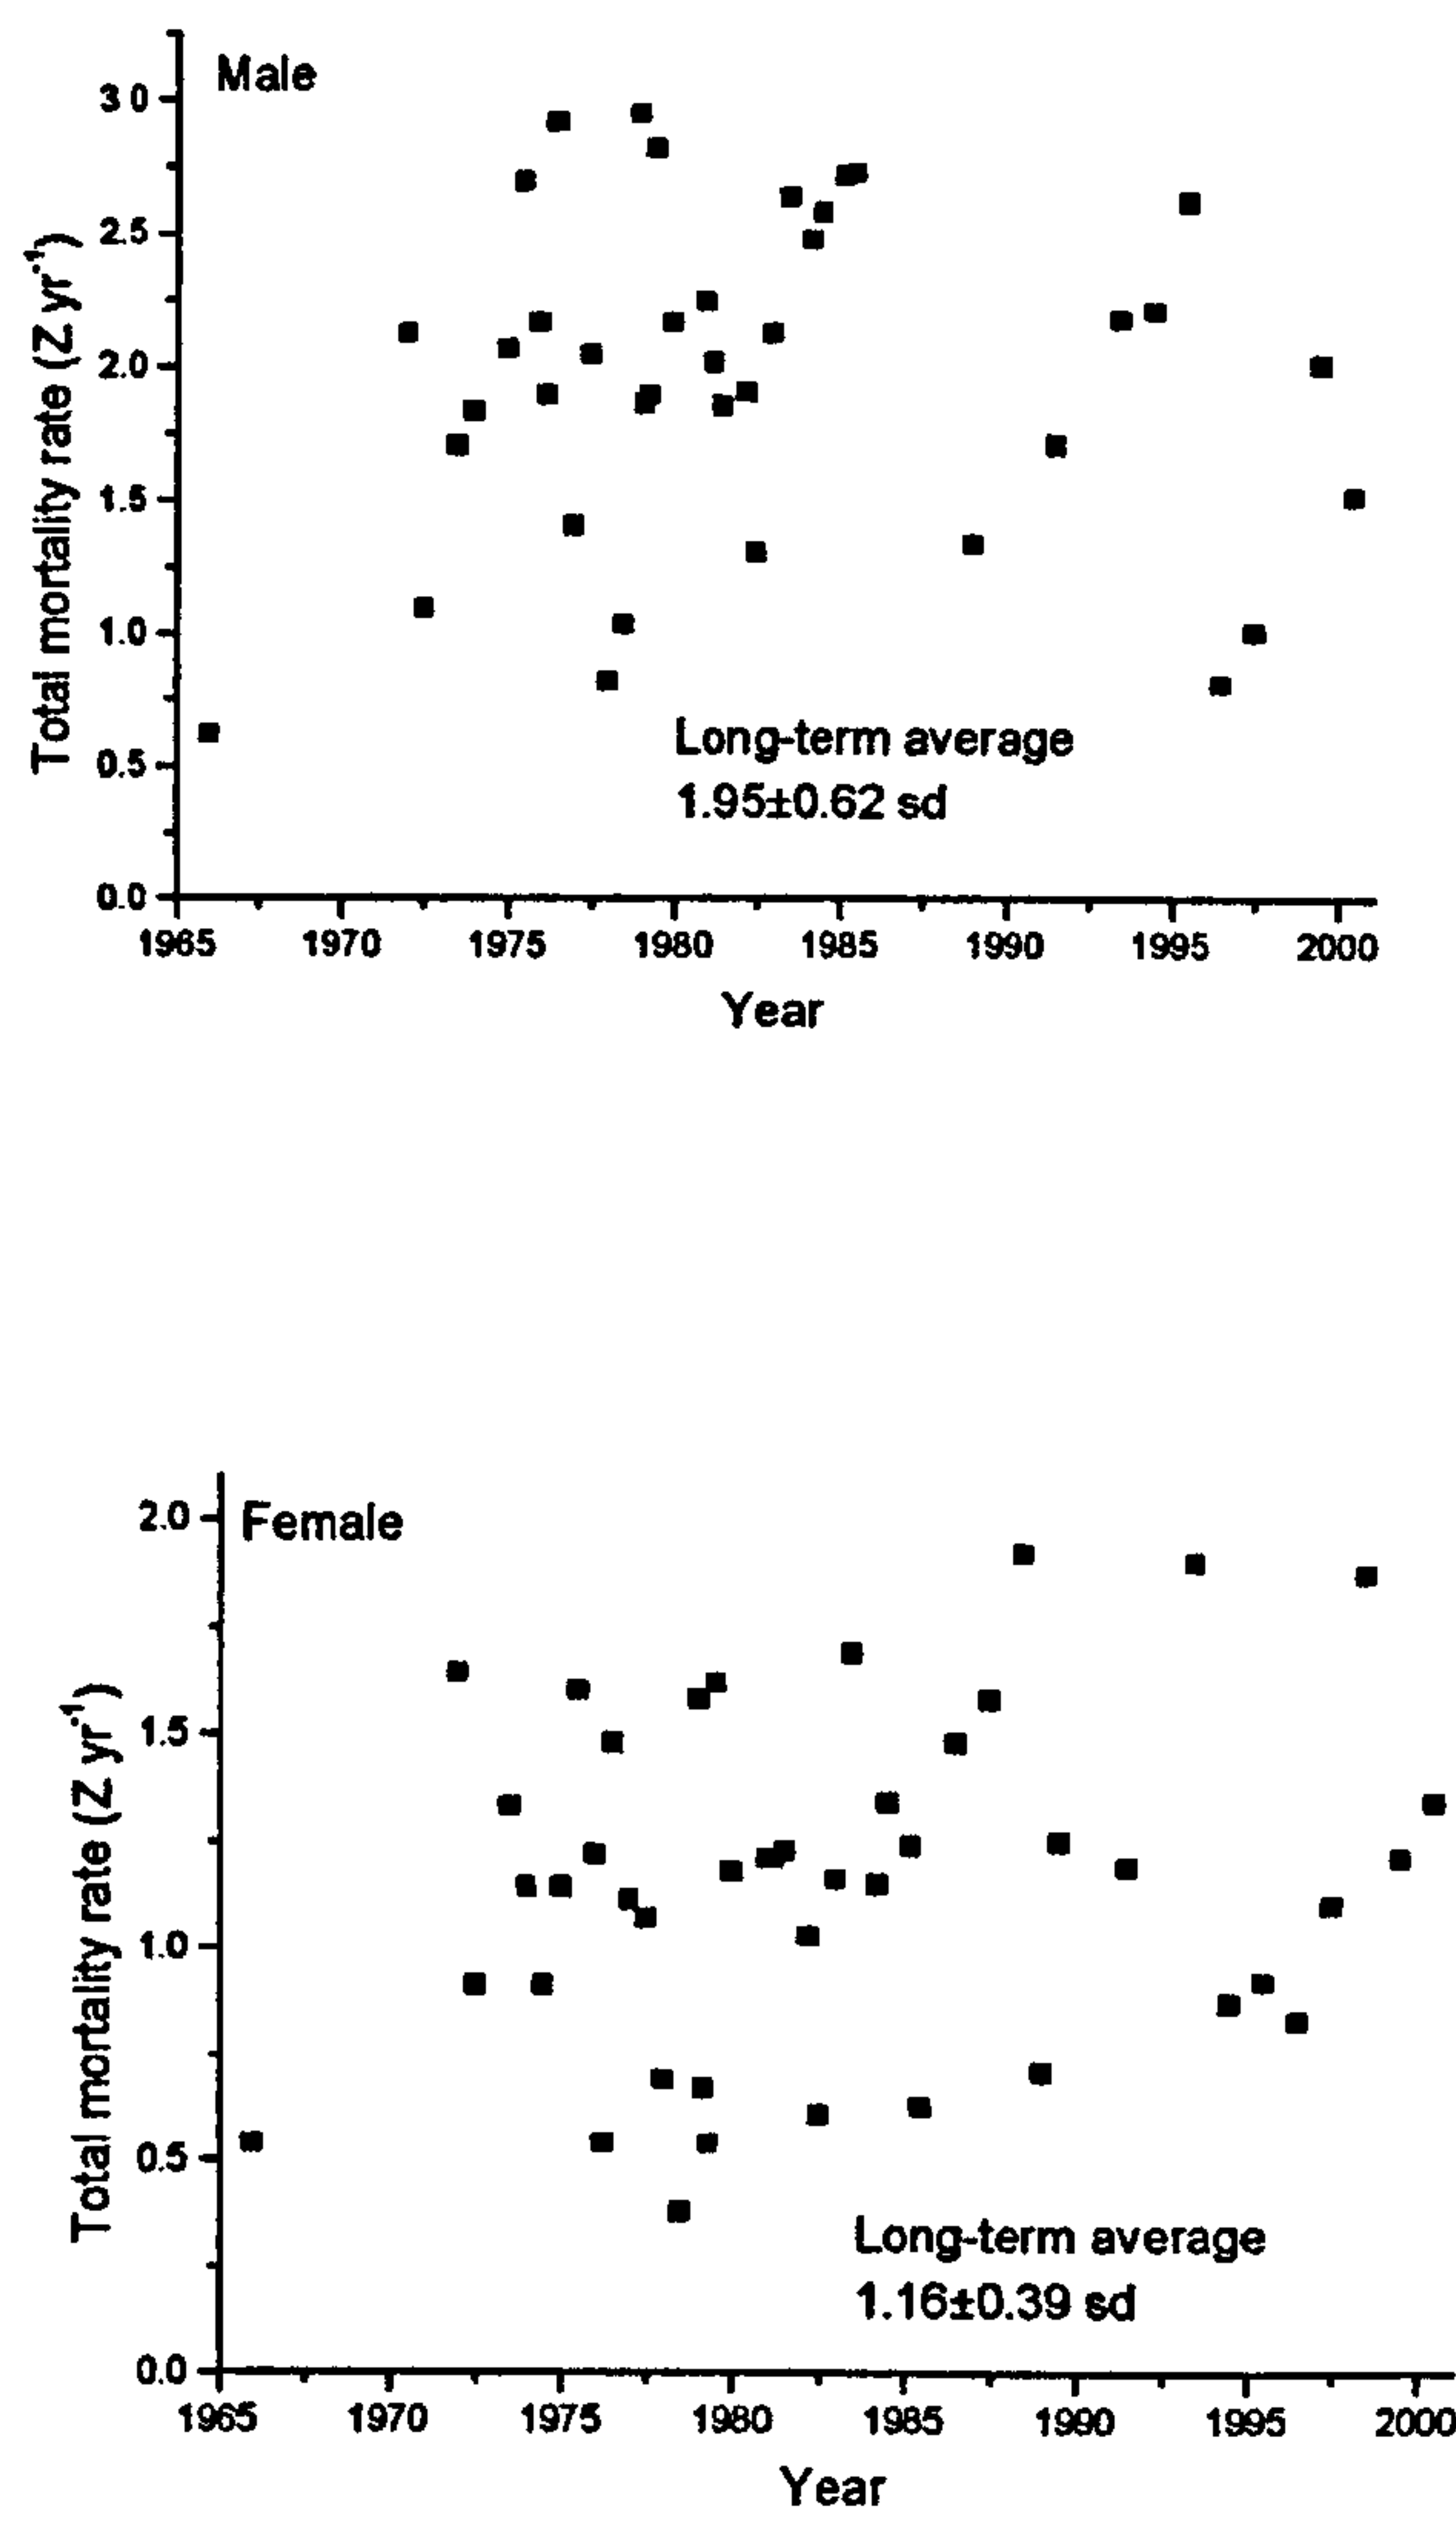 Male
Total mortality rate (Z yr-1)
3 0
2.5
2.0
1.5
1.0
0.5
0.0
Long-term average
1.95±0.62 sd
1965 1970 1975 1980 1985 1990 1995 2000
Year
Female
Total mortality rate (Z yr-1)
2.0
1.5
1.0
0.5
0.0
Long-term average
1.16±0.39 sd
1965 1970 1975 1980 1985 1990 1995 2000
Year